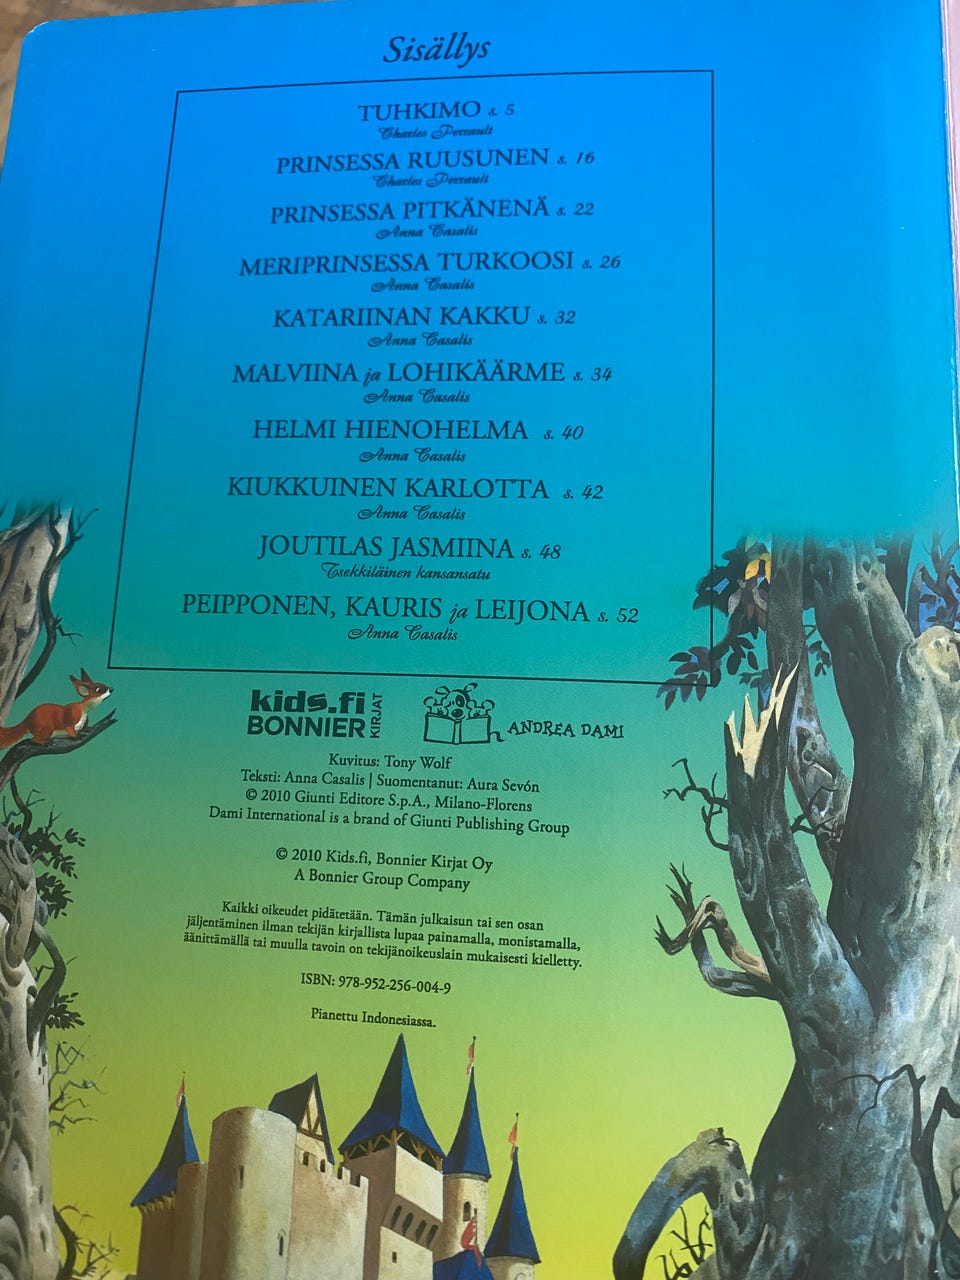 Sisällys
TUHKIMO s. 5
Charles Perrault
PRINSESSA RUUSUNEN s. 16
Charles Perrault
PRINSESSA PITKÄNENÄ s. 22
Anna Casalis
MERIPRINSESSA TURKOOSI s. 26
Anna Casalis
KATARIINAN KAKKU s. 32
Anna Casalis
MALVIINA ja LOHIKÄÄRME s. 34
Anna Casalis
HELMI HIENOHELMA s. 40
Anna Casalis
KIUKKUINEN KARLOTTA s. 42
Anna Casalis
JOUTILAS JASMIINA s. 48
Tsekkiläinen kansansatu
PEIPPONEN, KAURIS ja LEIJONA s. 52
Anna Casalis
kids.fi
BONNIER KIRJAT
ANDREA DAMI
Kuvitus: Tony Wolf
Teksti: Anna Casalis | Suomentanut: Aura Sevón
© 2010 Giunti Editore S.p.A., Milano-Florens
Dami International is a brand of Giunti Publishing Group
© 2010 Kids.fi, Bonnier Kirjat Oy
A Bonnier Group Company
Kaikki oikeudet pidätetään. Tämän julkaisun tai sen osan
jäljentäminen ilman tekijän kirjallista lupaa painamalla, monistamalla,
äänittämällä tai muulla tavoin on tekijänoikeuslain mukaisesti kielletty.
ISBN: 978-952-256-004-9
Pianettu Indonesiassa.